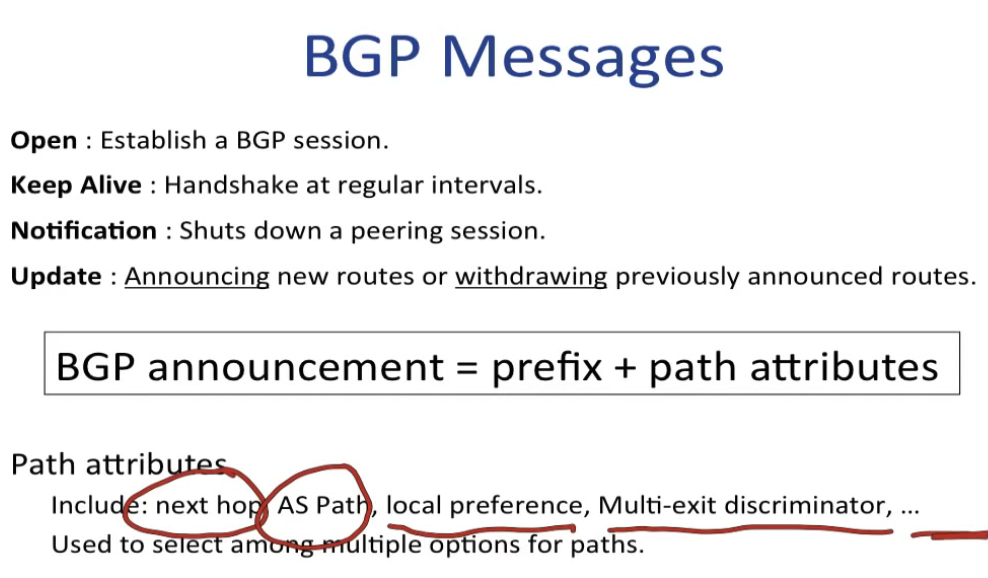 BGP Messages
Open : Establish a BGP session.
Keep Alive : Handshake at regular intervals.
Notification : Shuts down a peering session.
Update : Announcing new routes or withdrawing previously announced routes.
BGP announcement = prefix + path attributes
Path attributes
Include: next hop, AS Path, local preference, Multi-exit discriminator, ...
Used to select among multiple options for paths.